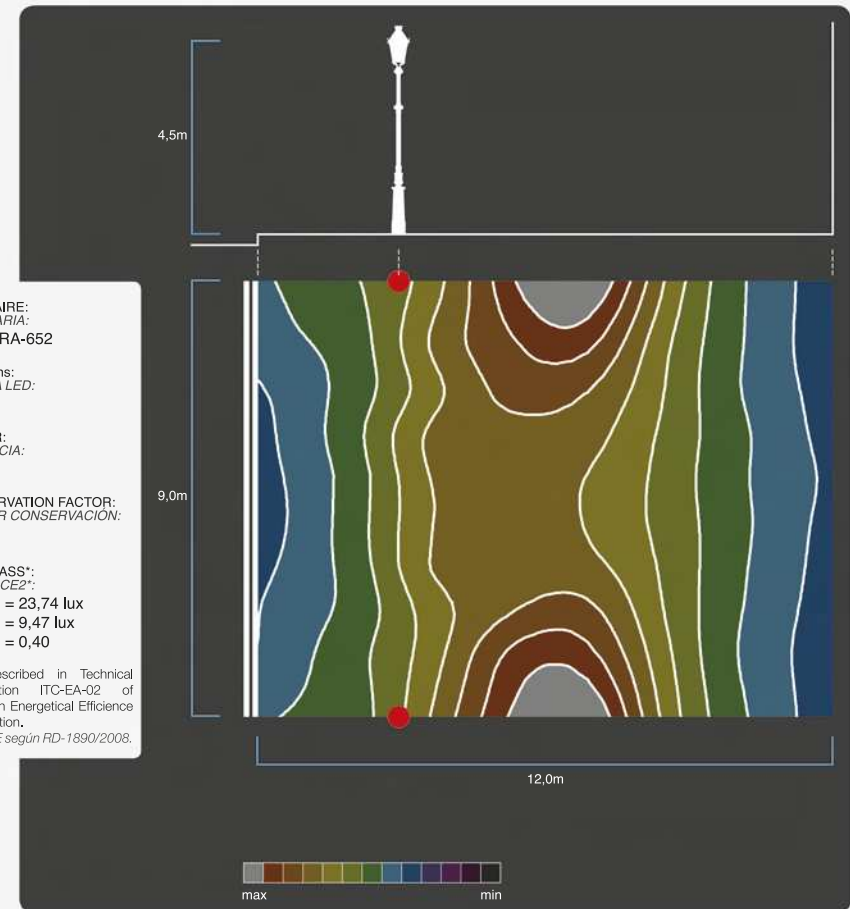 4,5m
AIRE:
ARIA:
RA-652
ns:
A LED:
R:
CIA:
9,0m
RVATION FACTOR:
R CONSERVACIÓN:
ASS*:
CE2*:
= 23,74 lux
= 9,47 lux
= 0,40
escribed in Technical
tion ITC-EA-02 of
n Energetical Efficience
tion.
E según RD-1890/2008.
12,0m
max
min